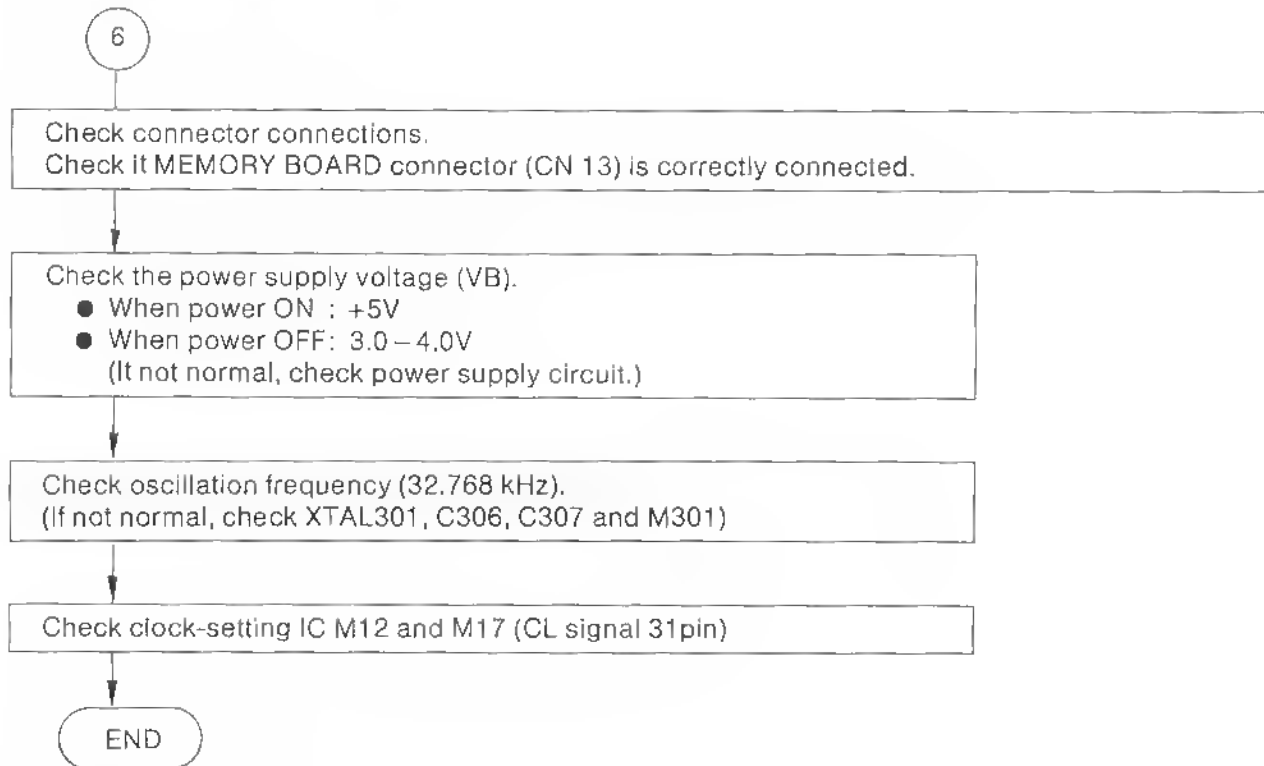 6
Check connector connections.
Check it MEMORY BOARD connector (CN 13) is correctly connected.
Check the power supply voltage (VB).
● When power ON : +5V
● When power OFF: 3.0–4.0V
(It not normal, check power supply circuit.)
Check oscillation frequency (32.768 kHz).
(If not normal, check XTAL301, C306, C307 and M301)
Check clock-setting IC M12 and M17 (CL signal 31pin)
END